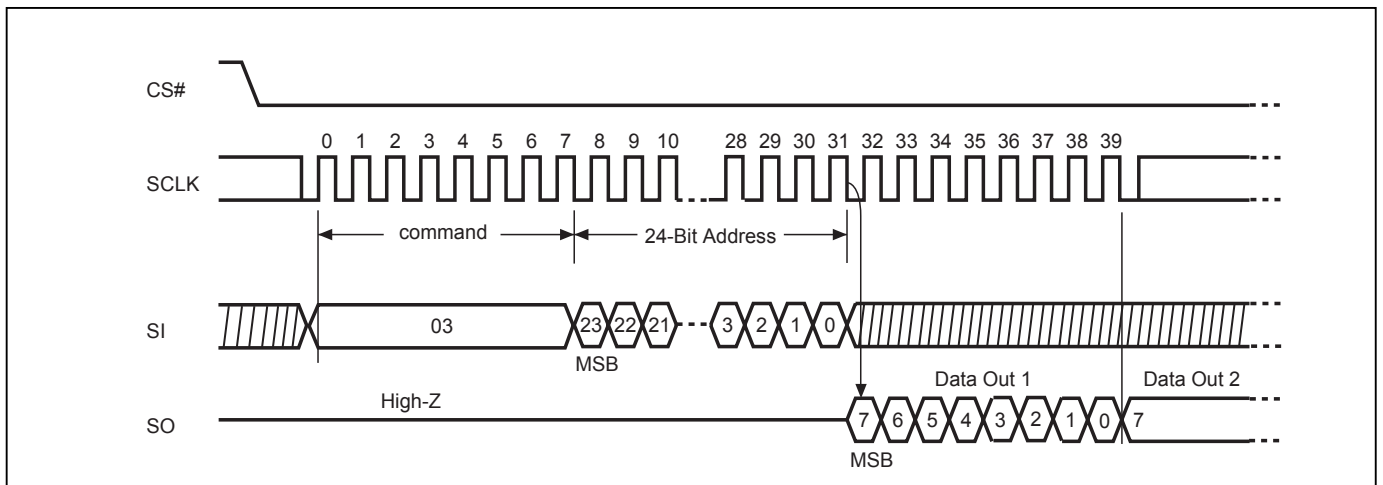 CS#
0 1 2 3 4 5 6 7 8 9 10 28 29 30 31 32 33 34 35 36 37 38 39
SCLK
command 24-Bit Address
SI 03 23 22 21 3 2 1 0
MSB
Data Out 1 Data Out 2
High-Z
SO 7 6 5 4 3 2 1 0 7
MSB